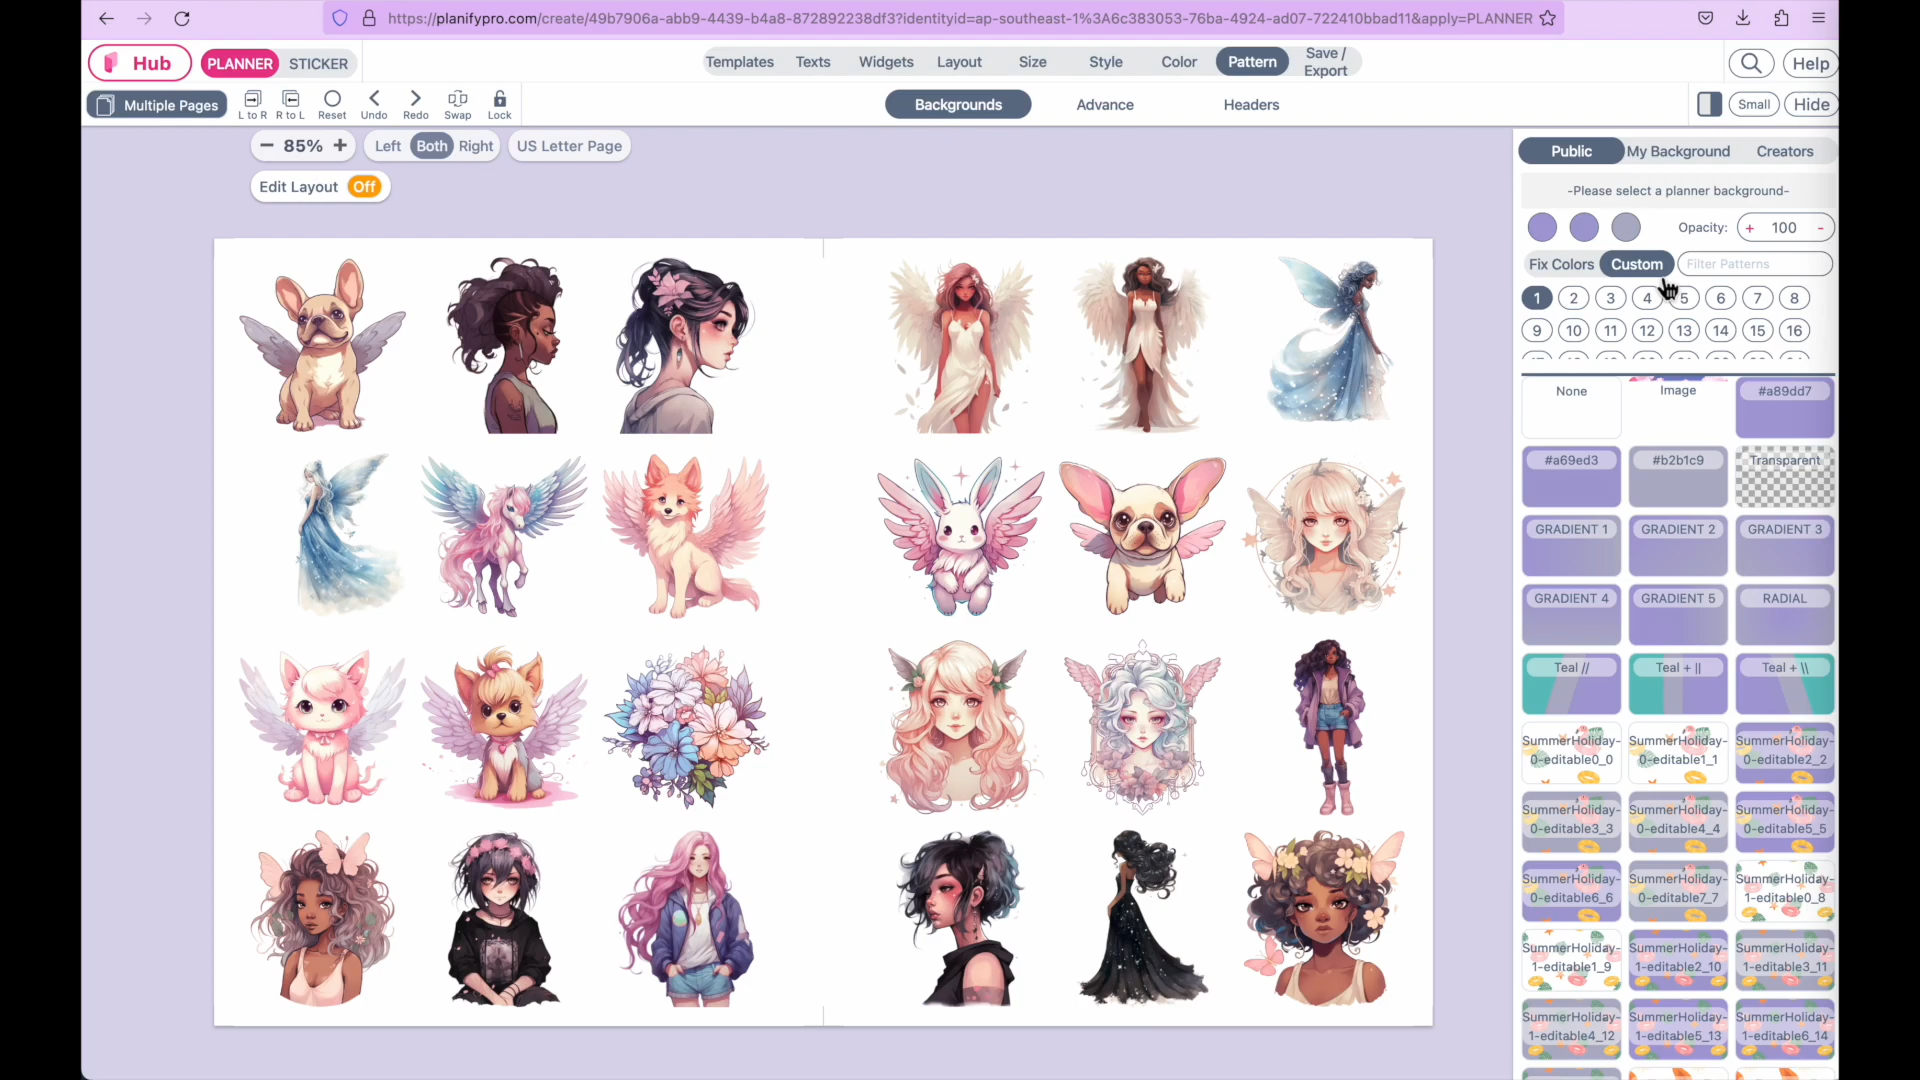 https://planifypro.com/create/49b7906a-abb9-4439-b4a8-872892238df3?identityid=ap-southeast-1%3A6c383053-76ba-4924-ad07-722410bbad11&apply=PLANNER
Hub PLANNER STICKER
Templates Texts Widgets Layout Size Style Color Pattern Save / Export
Help
Multiple Pages L to R R to L Reset Undo Redo Swap Lock
Backgrounds Advance Headers
Small Hide
85% Left Both Right US Letter Page
Edit Layout Off
Public My Background Creators
-Please select a planner background-
Opacity: + 100 -
Fix Colors Custom Filter Patterns
1 2 3 4 5 6 7 8
9 10 11 12 13 14 15 16
None Image #a89dd7
#a69ed3 #b2b1c9 Transparent
GRADIENT 1 GRADIENT 2 GRADIENT 3
GRADIENT 4 GRADIENT 5 RADIAL
Teal // Teal + || Teal + \\
SummerHoliday-0-editable0_0 SummerHoliday-0-editable1_1 SummerHoliday-0-editable2_2
SummerHoliday-0-editable3_3 SummerHoliday-0-editable4_4 SummerHoliday-0-editable5_5
SummerHoliday-0-editable6_6 SummerHoliday-0-editable7_7 SummerHoliday-1-editable0_8
SummerHoliday-1-editable1_9 SummerHoliday-1-editable2_10 SummerHoliday-1-editable3_11
SummerHoliday-1-editable4_12 SummerHoliday-1-editable5_13 SummerHoliday-1-editable6_14